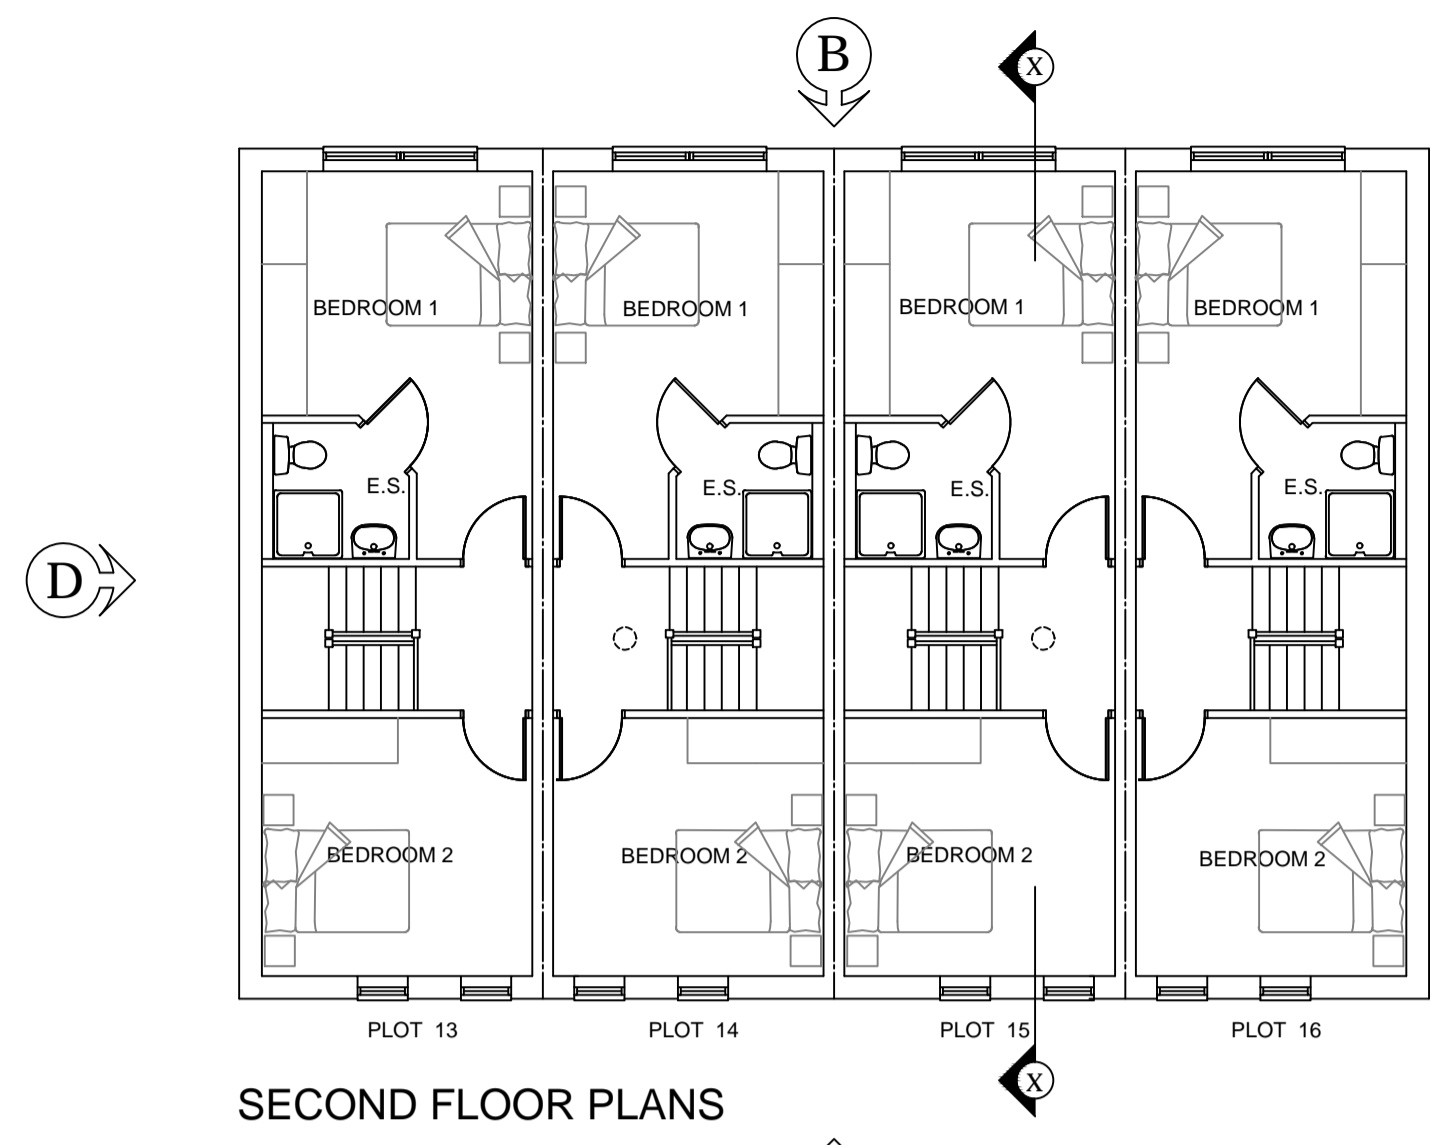 B
X
BEDROOM 1
BEDROOM 1
BEDROOM 1
BEDROOM 1
E.S.
E.S.
E.S.
E.S.
D
BEDROOM 2
BEDROOM 2
BEDROOM 2
BEDROOM 2
PLOT 13
PLOT 14
PLOT 15
PLOT 16
X
SECOND FLOOR PLANS